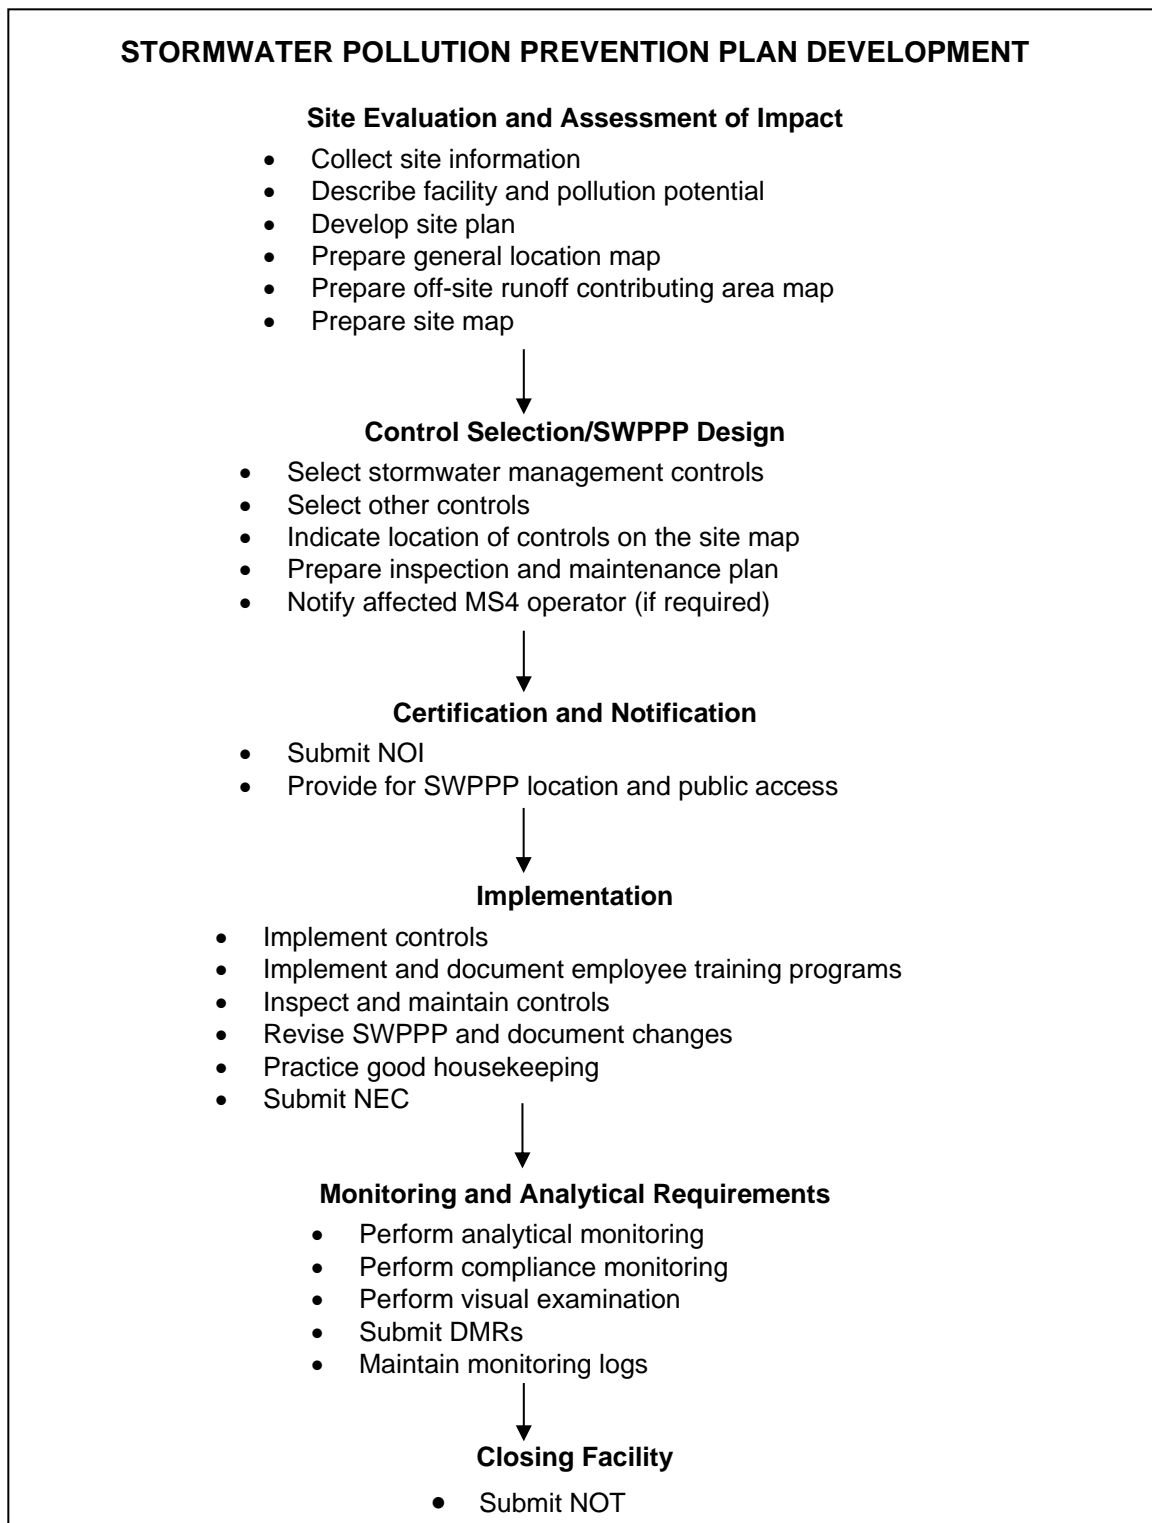 STORMWATER POLLUTION PREVENTION PLAN DEVELOPMENT
Site Evaluation and Assessment of Impact
• Collect site information
• Describe facility and pollution potential
• Develop site plan
• Prepare general location map
• Prepare off-site runoff contributing area map
• Prepare site map
Control Selection/SWPPP Design
• Select stormwater management controls
• Select other controls
• Indicate location of controls on the site map
• Prepare inspection and maintenance plan
• Notify affected MS4 operator (if required)
Certification and Notification
• Submit NOI
• Provide for SWPPP location and public access
Implementation
• Implement controls
• Implement and document employee training programs
• Inspect and maintain controls
• Revise SWPPP and document changes
• Practice good housekeeping
• Submit NEC
Monitoring and Analytical Requirements
• Perform analytical monitoring
• Perform compliance monitoring
• Perform visual examination
• Submit DMRs
• Maintain monitoring logs
Closing Facility
• Submit NOT